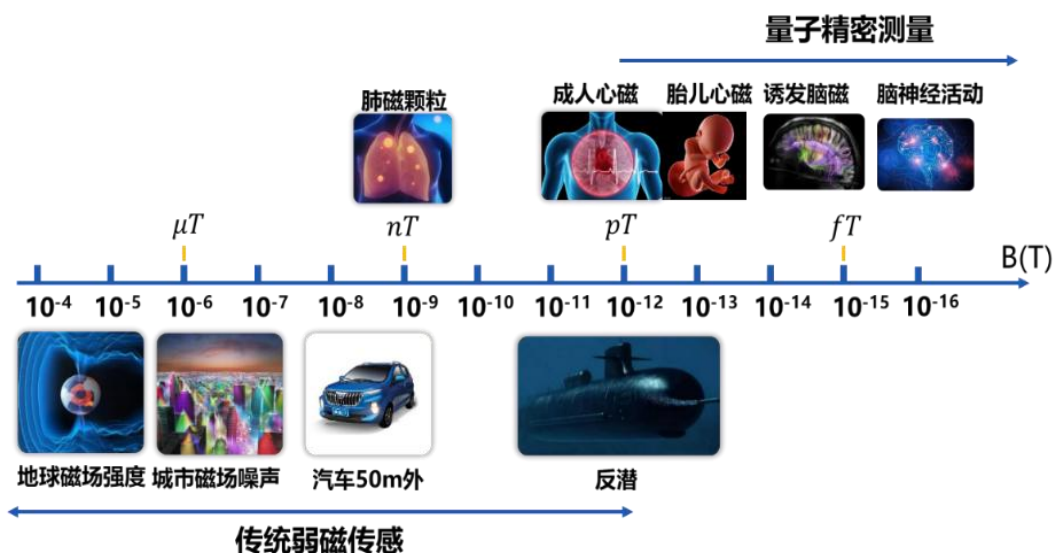 量子精密测量
肺磁颗粒 成人心磁 胎儿心磁 诱发脑磁 脑神经活动
μT nT pT fT
B(T)
10-4 10-5 10-6 10-7 10-8 10-9 10-10 10-11 10-12 10-13 10-14 10-15 10-16
地球磁场强度 城市磁场噪声 汽车50m外 反潜
传统弱磁传感